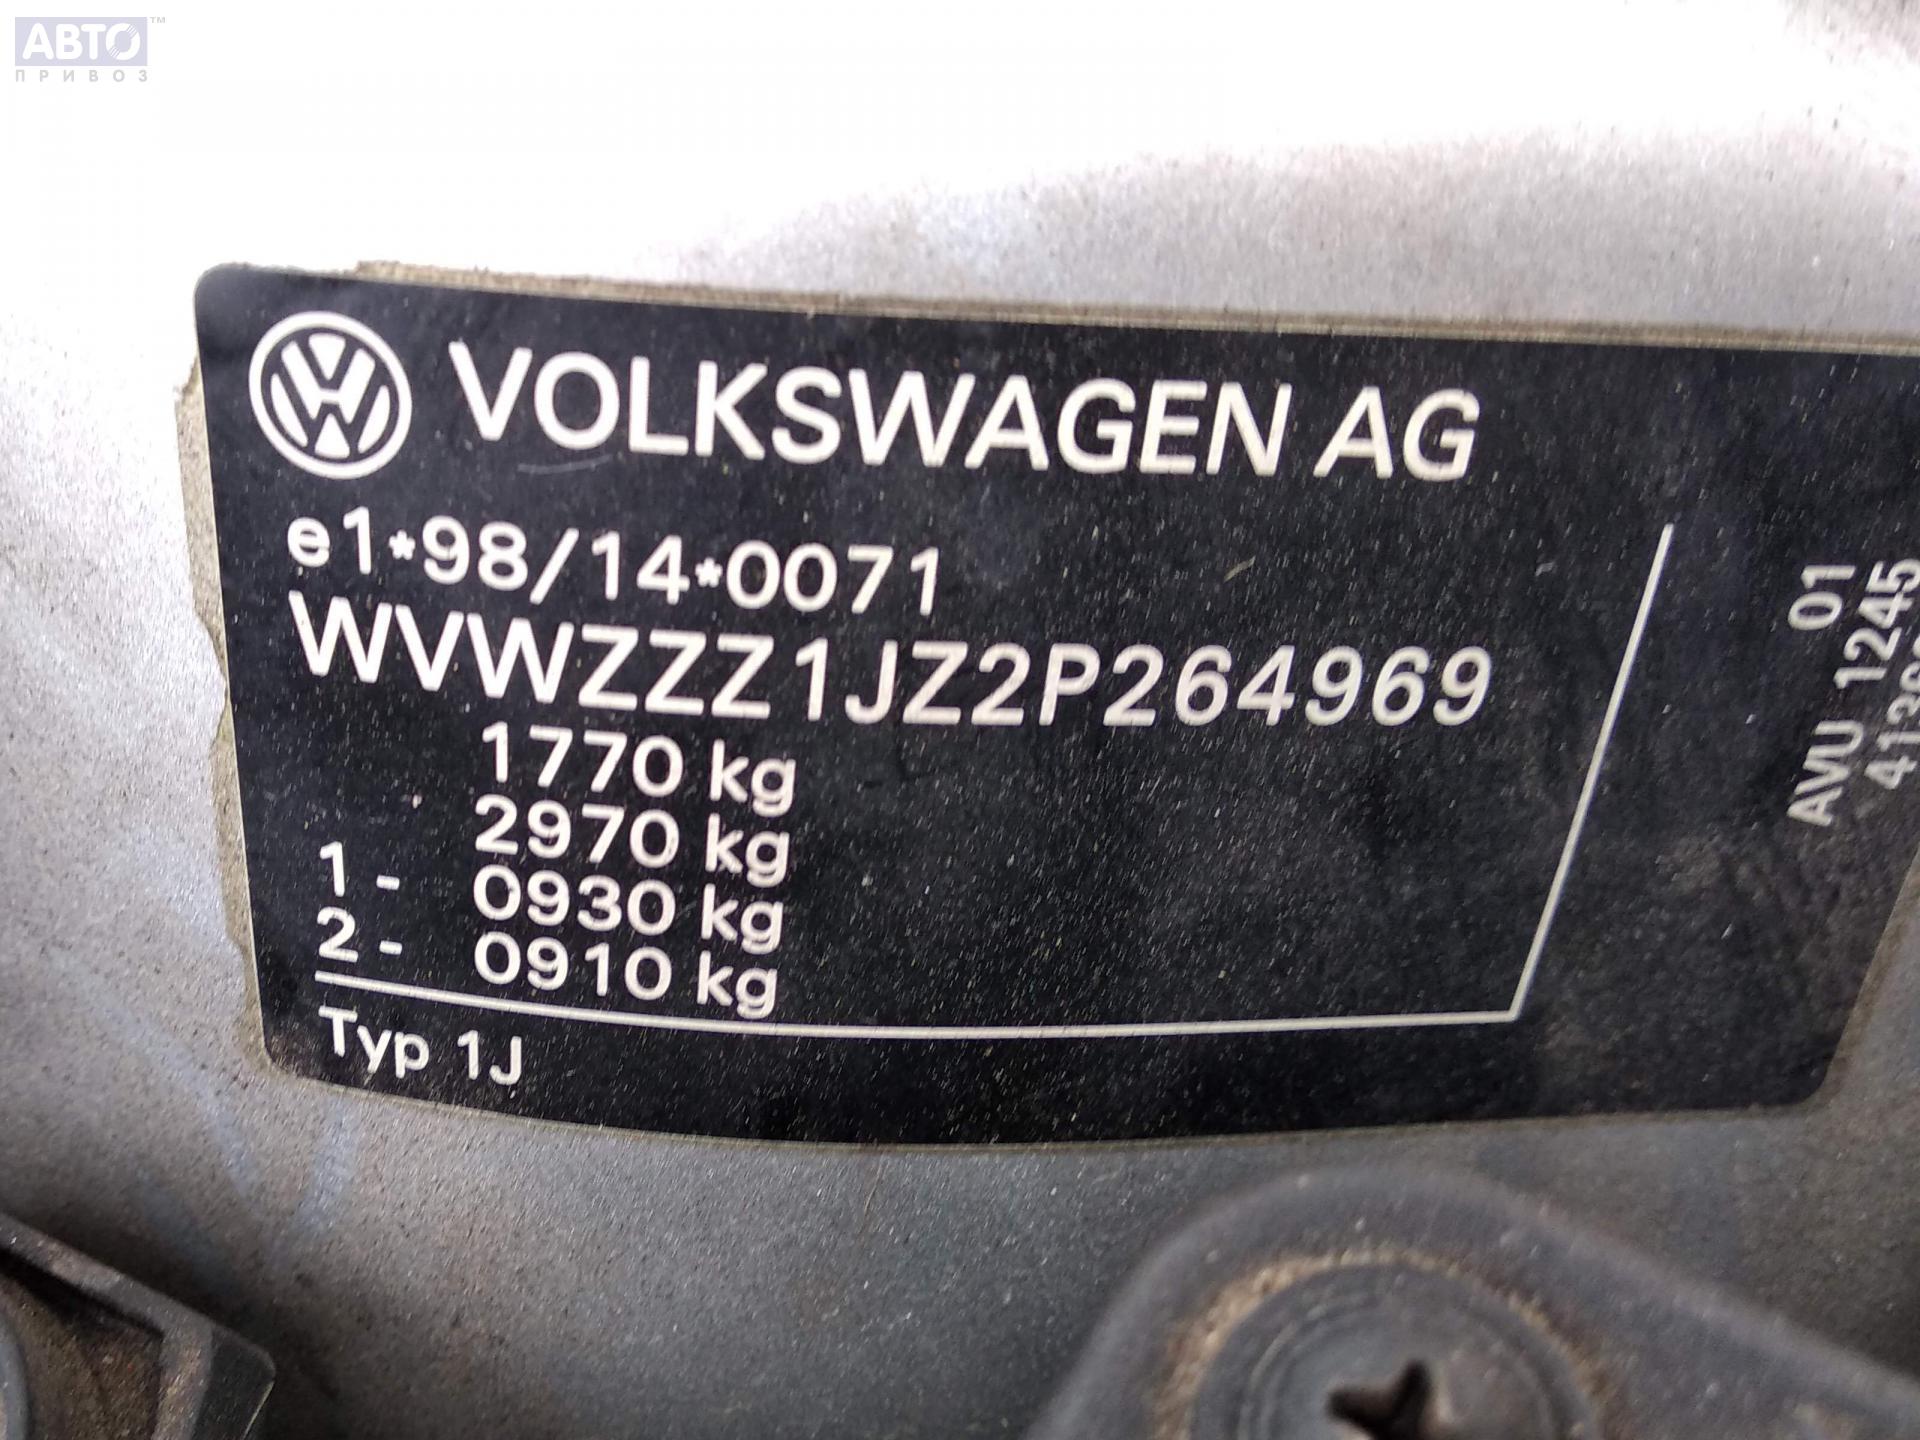 АВТО™
ПРИВОЗ
VOLKSWAGEN AG
e1*98/14*0071
WVWZZZ1JZ2P264969
1770 kg
2970 kg
1 - 0930 kg
2 - 0910 kg
Typ 1J
01
AVU 1245